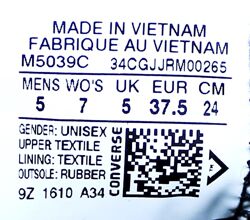 MADE IN VIETNAM
FABRIQUE AU VIETNAM
M5039C 34CGJJRM00265
MENS WO'S UK EUR CM
5 7 5 37.5 24
GENDER: UNISEX
UPPER: TEXTILE
LINING: TEXTILE
OUTSOLE: RUBBER
9Z 1610 A34
CONVERSE